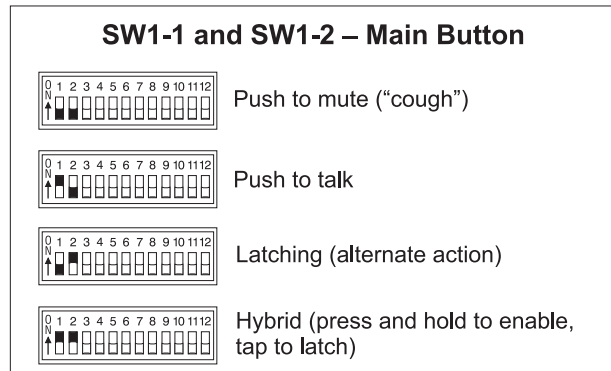 SW1-1 and SW1-2 – Main Button
ON 1 2 3 4 5 6 7 8 9 10 11 12
Push to mute (“cough”)
ON 1 2 3 4 5 6 7 8 9 10 11 12
Push to talk
ON 1 2 3 4 5 6 7 8 9 10 11 12
Latching (alternate action)
ON 1 2 3 4 5 6 7 8 9 10 11 12
Hybrid (press and hold to enable,
tap to latch)